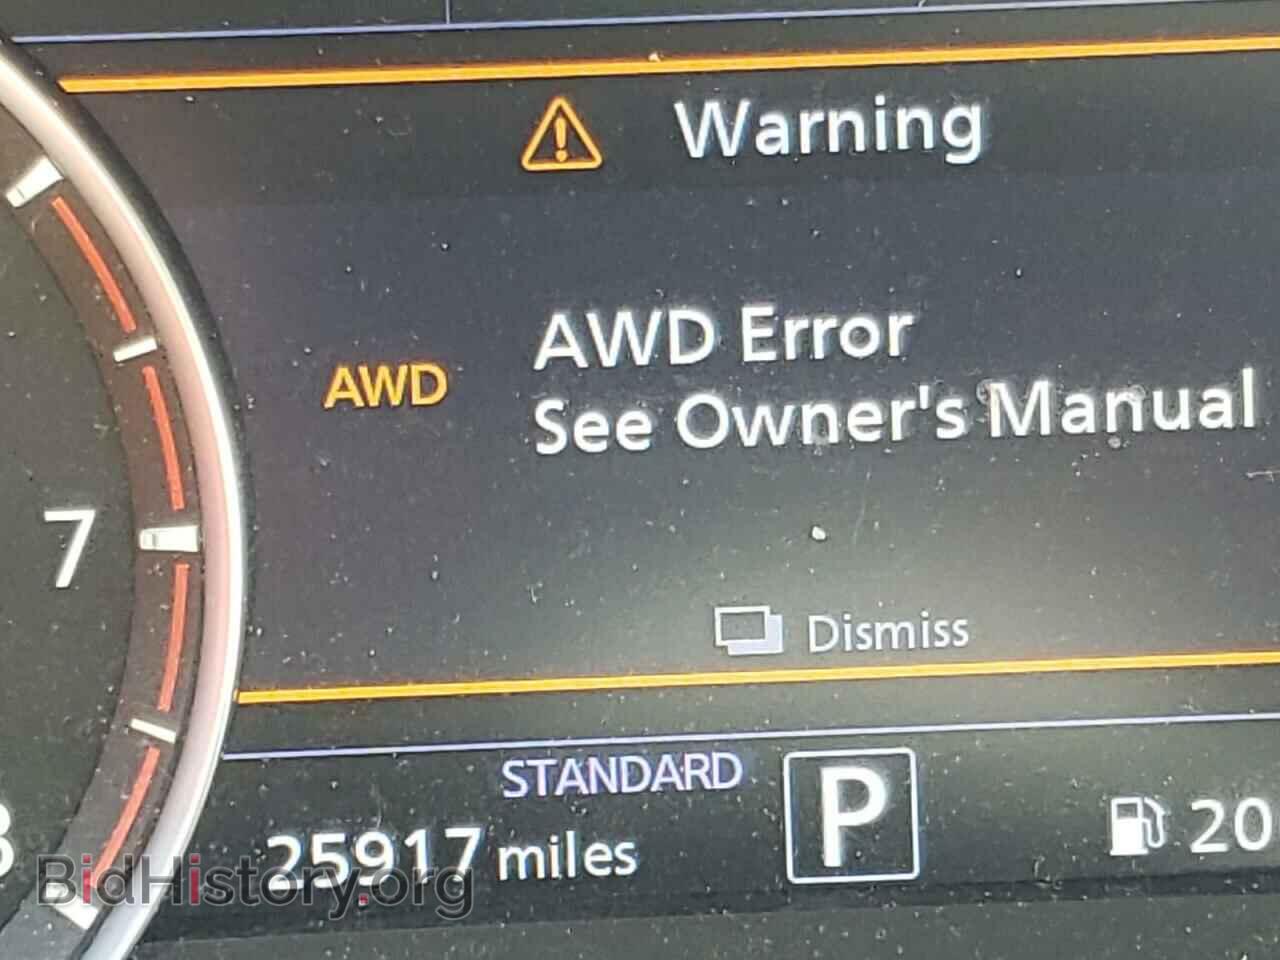 Warning
AWD
AWD Error
See Owner's Manual
7
Dismiss
STANDARD
P
25917 miles
20
BidHistory.org